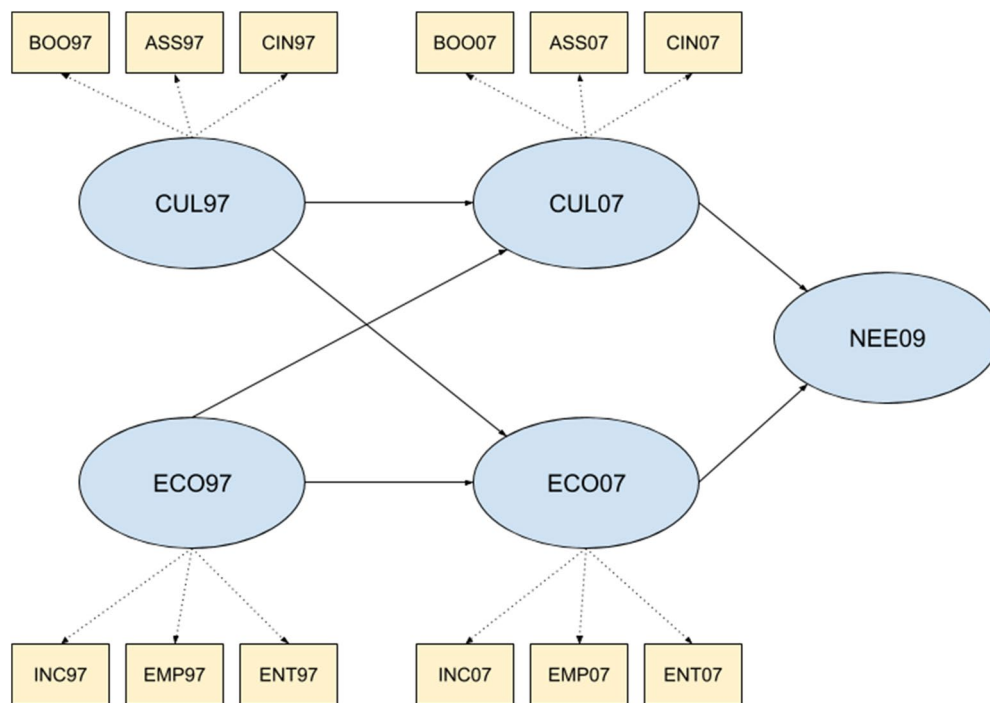 BOO97 ASS97 CIN97 BOO07 ASS07 CIN07
CUL97 CUL07
NEE09
ECO97 ECO07
INC97 EMP97 ENT97 INC07 EMP07 ENT07